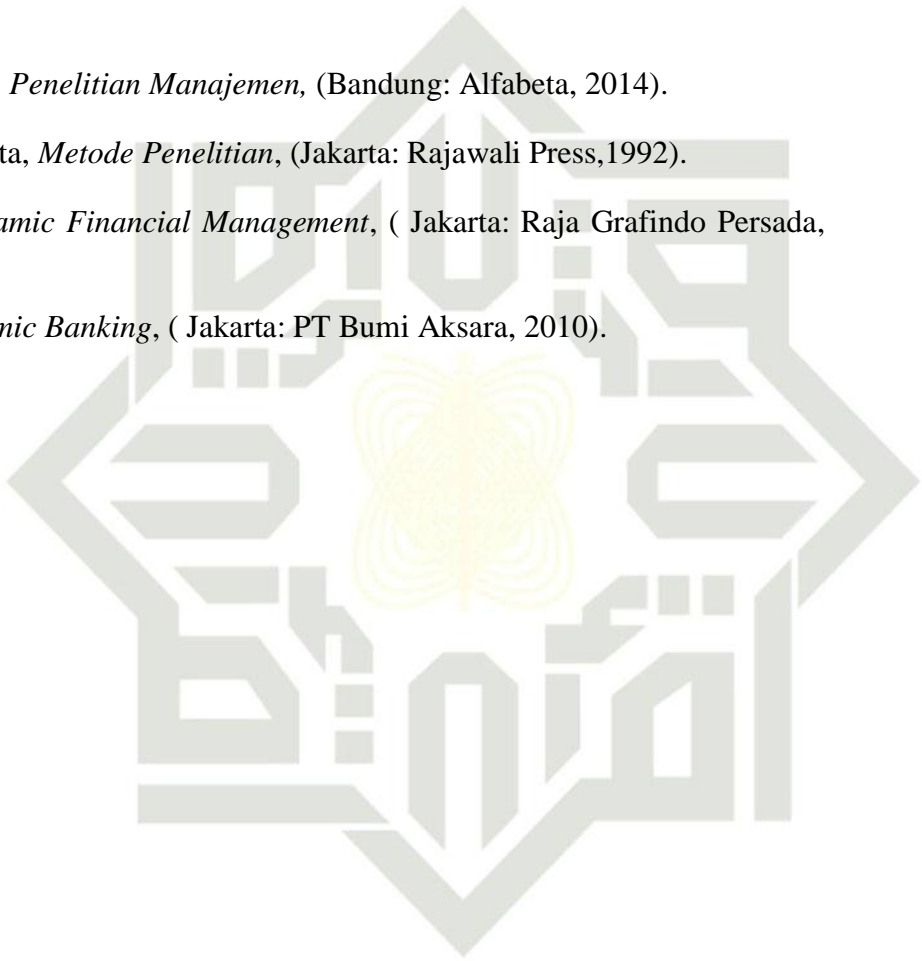 Penelitian Manajemen, (Bandung: Alfabeta, 2014).
ta, Metode Penelitian, (Jakarta: Rajawali Press,1992).
amic Financial Management, ( Jakarta: Raja Grafindo Persada,
mic Banking, ( Jakarta: PT Bumi Aksara, 2010).